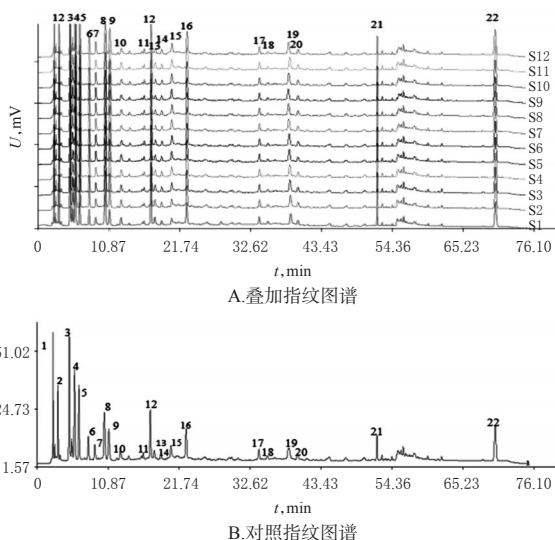 12 345 67 8 9 10 11 12 13 14 15 16 17 18 19 20 21 22
S12
S11
S10
S9
S8
S7
S6
S5
S4
S3
S2
S1
U,mV
0 10.87 21.74 32.62 43.43 54.36 65.23 76.10
t,min
A.叠加指纹图谱
1 2 3 4 5 6 7 8 9 10 11 12 13 14 15 16 17 18 19 20 21 22
51.02
24.73
1.57
0 10.87 21.74 32.62 43.43 54.36 65.23 76.10
t,min
B.对照指纹图谱